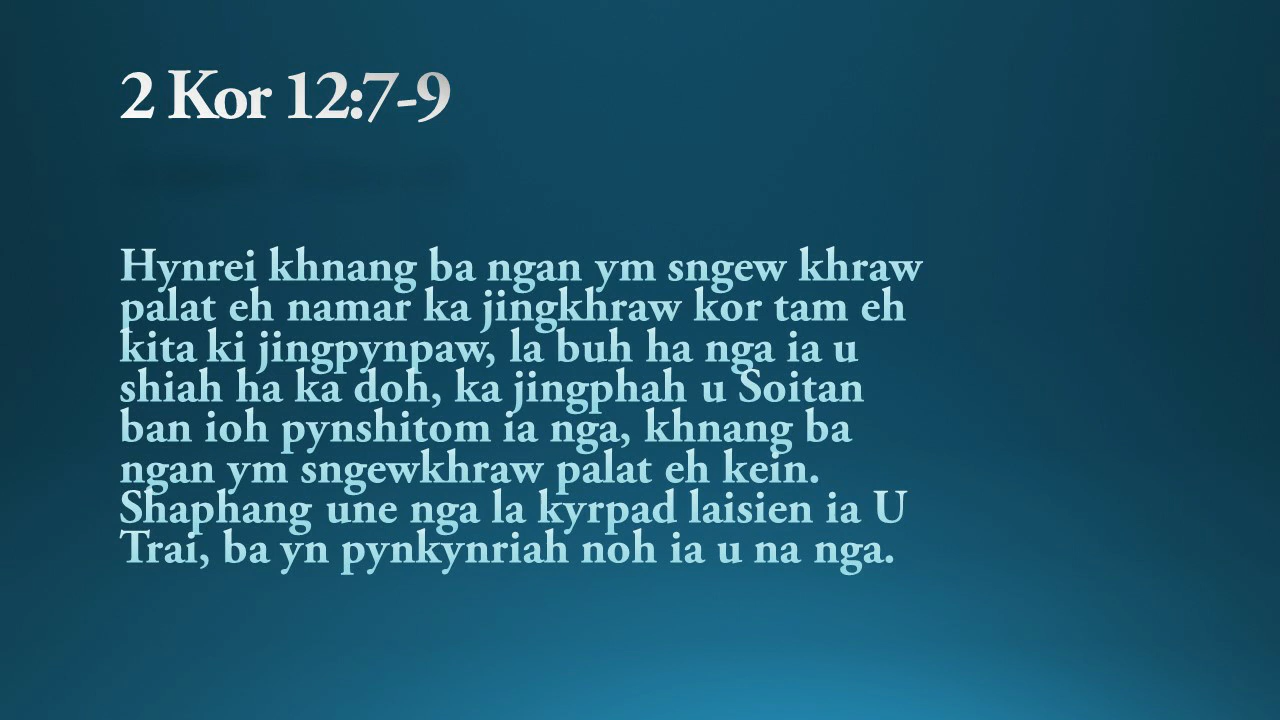 2 Kor 12:7-9
Hynrei khnang ba ngan ym sngew khraw
palat eh namar ka jingkhraw kor tam eh
kita ki jingpynpaw, la buh ha nga ia u
shiah ha ka doh, ka jingphah u Soitan
ban ioh pynshitom ia nga, khnang ba
ngan ym sngewkhraw palat eh kein.
Shaphang une nga la kyrpad laisien ia U
Trai, ba yn pynkynriah noh ia u na nga.